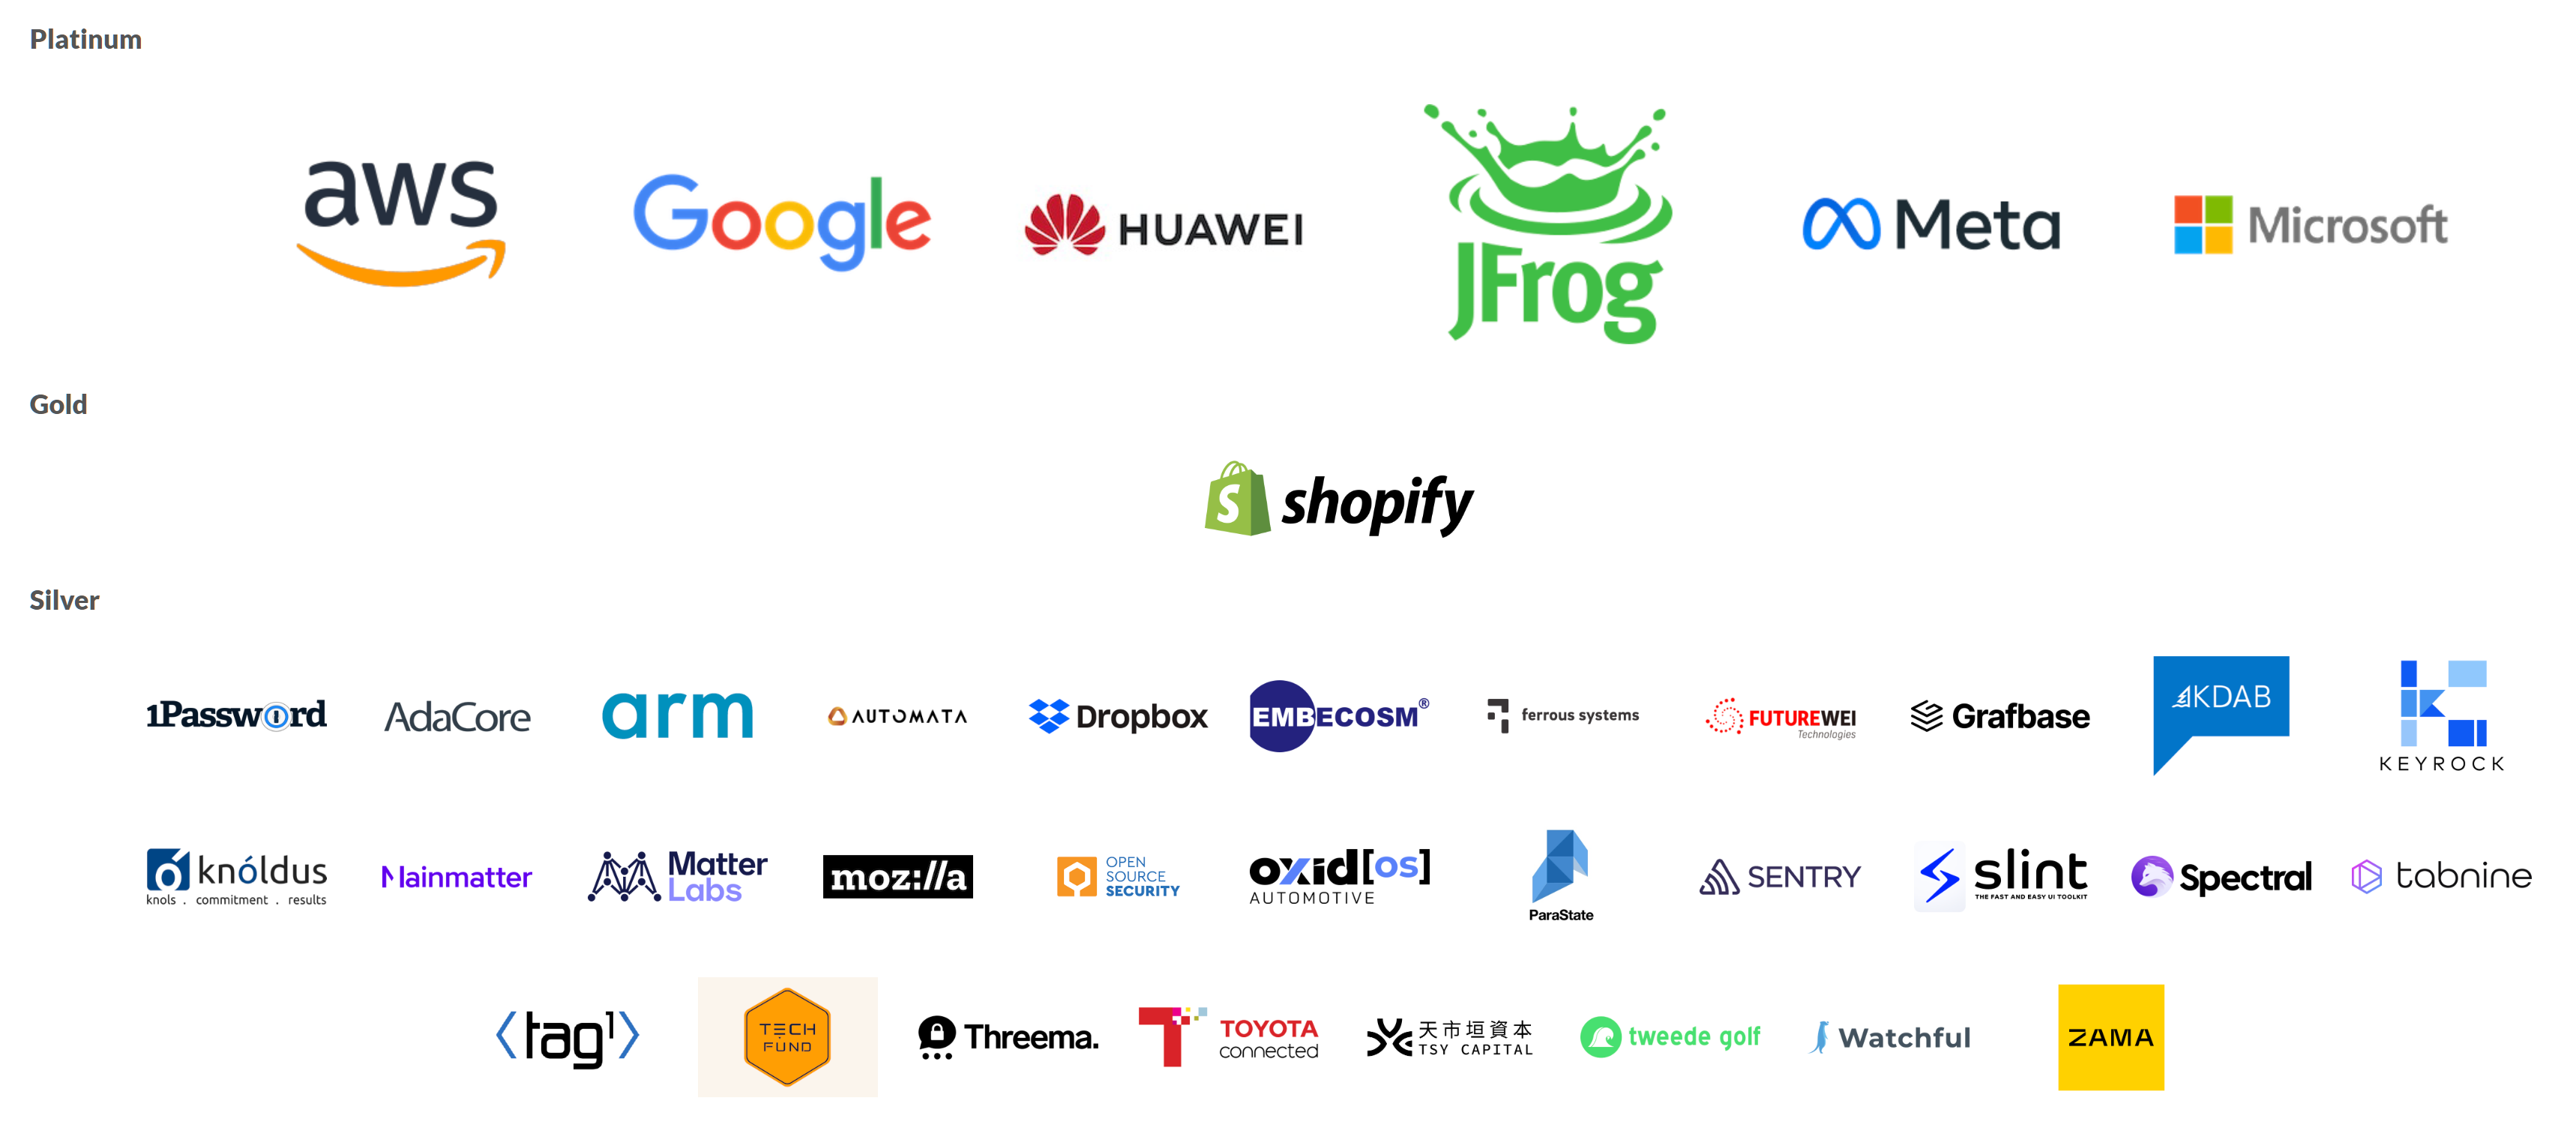 Platinum
aws
Google
HUAWEI
JFrog
Meta
Microsoft
Gold
shopify
Silver
1Password
AdaCore
arm
AUTOMATA
Dropbox
EMBECOSM®
ferrous systems
FUTUREWEI
Technologies
Grafbase
KDAB
KEYROCK
knóldus
knols . commitment . results
Mainmatter
Matter
Labs
moz://a
OPEN
SOURCE
SECURITY
oxid[os]
AUTOMOTIVE
ParaState
SENTRY
slint
THE FAST AND EASY UI TOOLKIT
Spectral
tabnine
<tag1>
TECH
FUND
Threema.
TOYOTA
connected
天市垣資本
TSY CAPITAL
tweede golf
Watchful
ZAMA